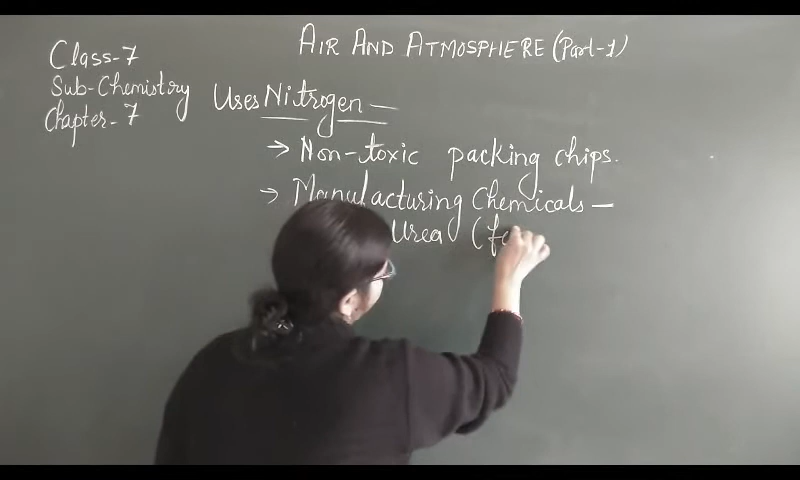 AIR AND ATMOSPHERE (Part-1)
Class-7
Sub-Chemistry
Chapter-7
Uses Nitrogen —
→ Non-toxic packing chips.
→ Manufacturing Chemicals —
Urea (fe